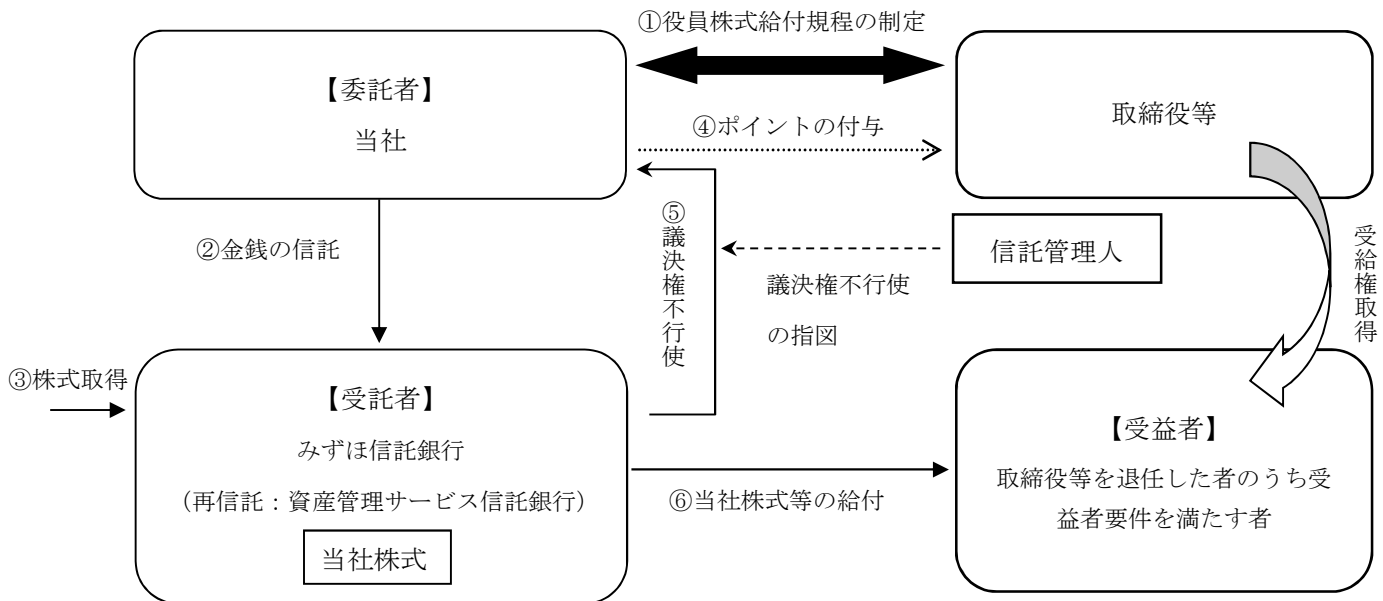 ①役員株式給付規程の制定
【委託者】
当社
取締役等
④ポイントの付与
②金銭の信託
⑤議決権不行使
信託管理人
議決権不行使
の指図
受給権取得
③株式取得
【受託者】
みずほ信託銀行
(再信託:資産管理サービス信託銀行)
当社株式
⑥当社株式等の給付
【受益者】
取締役等を退任した者のうち受
益者要件を満たす者